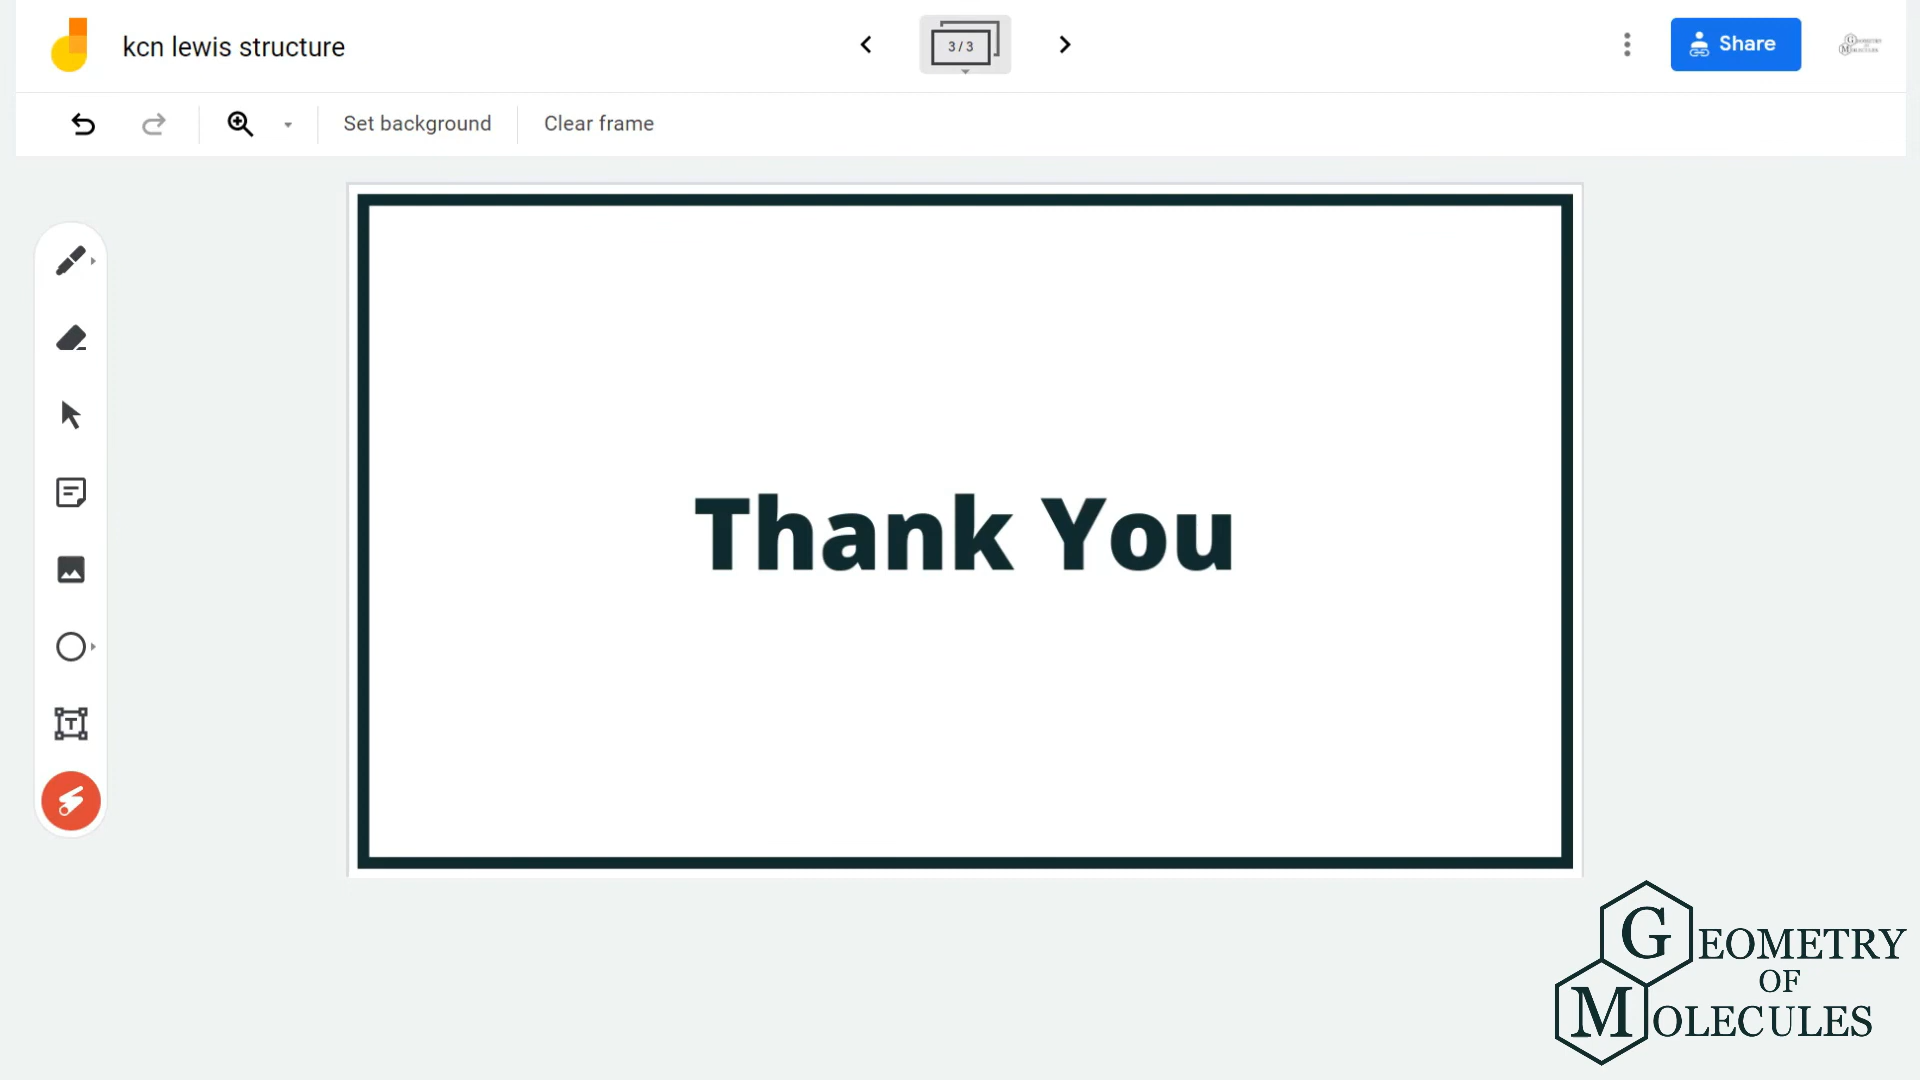 kcn lewis structure
3 / 3
Share
Set background
Clear frame
Thank You
GEOMETRY
OF
MOLECULES